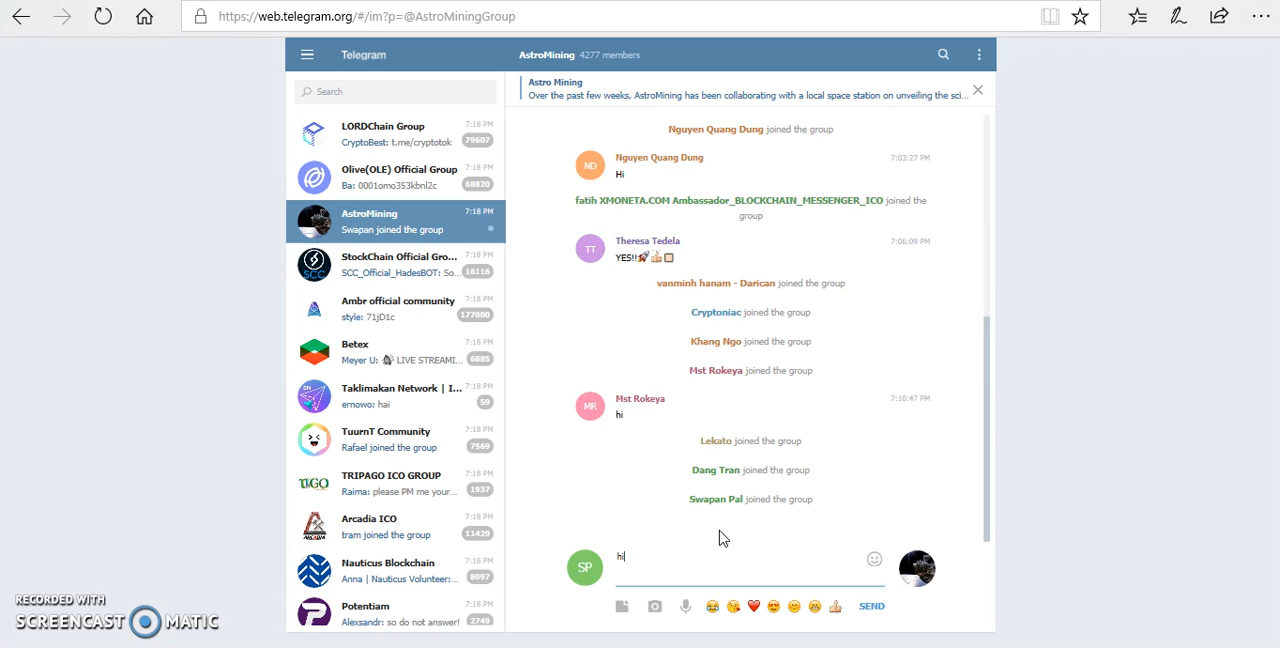 https://web.telegram.org/#/im?p=@AstroMiningGroup
Telegram
AstroMining 4277 members
Search
Astro Mining
Over the past few weeks, AstroMining has been collaborating with a local space station on unveiling the sci...
LORDChain Group 7:18 PM
CryptoBest: t.me/cryptotok 79607
Olive(OLE) Official Group 7:18 PM
Ba: 0001omo353kbnl2c 68820
AstroMining 7:18 PM
Swapan joined the group
StockChain Official Gro... 7:18 PM
SCC_Official_HadesBOT: So... 16116
SCC
Ambr official community 7:18 PM
style: 71jD1c 177000
Betex 7:18 PM
Meyer U: LIVE STREAMI... 6885
Taklimakan Network | I... 7:18 PM
ernowo: hai 59
TuurnT Community 7:18 PM
Rafael joined the group 7569
TRIPAGO ICO GROUP 7:18 PM
Raima: please PM me your... 1937
Arcadia ICO 7:18 PM
tram joined the group 11429
ARCADIA
Nauticus Blockchain 7:18 PM
Anna | Nauticus Volunteer:... 8097
Potentiam 7:18 PM
Alexsandr: so do not answer! 2749
Nguyen Quang Dung joined the group
ND Nguyen Quang Dung 7:03:27 PM
Hi
fatih XMONETA.COM Ambassador_BLOCKCHAIN_MESSENGER_ICO joined the
group
TT Theresa Tedela 7:06:09 PM
YES!!🚀👍🏻
vanminh hanam - Darican joined the group
Cryptoniac joined the group
Khang Ngo joined the group
Mst Rokeya joined the group
MR Mst Rokeya 7:10:47 PM
hi
Lekato joined the group
Dang Tran joined the group
Swapan Pal joined the group
SP hi
SEND
RECORDED WITH
SCREENCAST MATIC